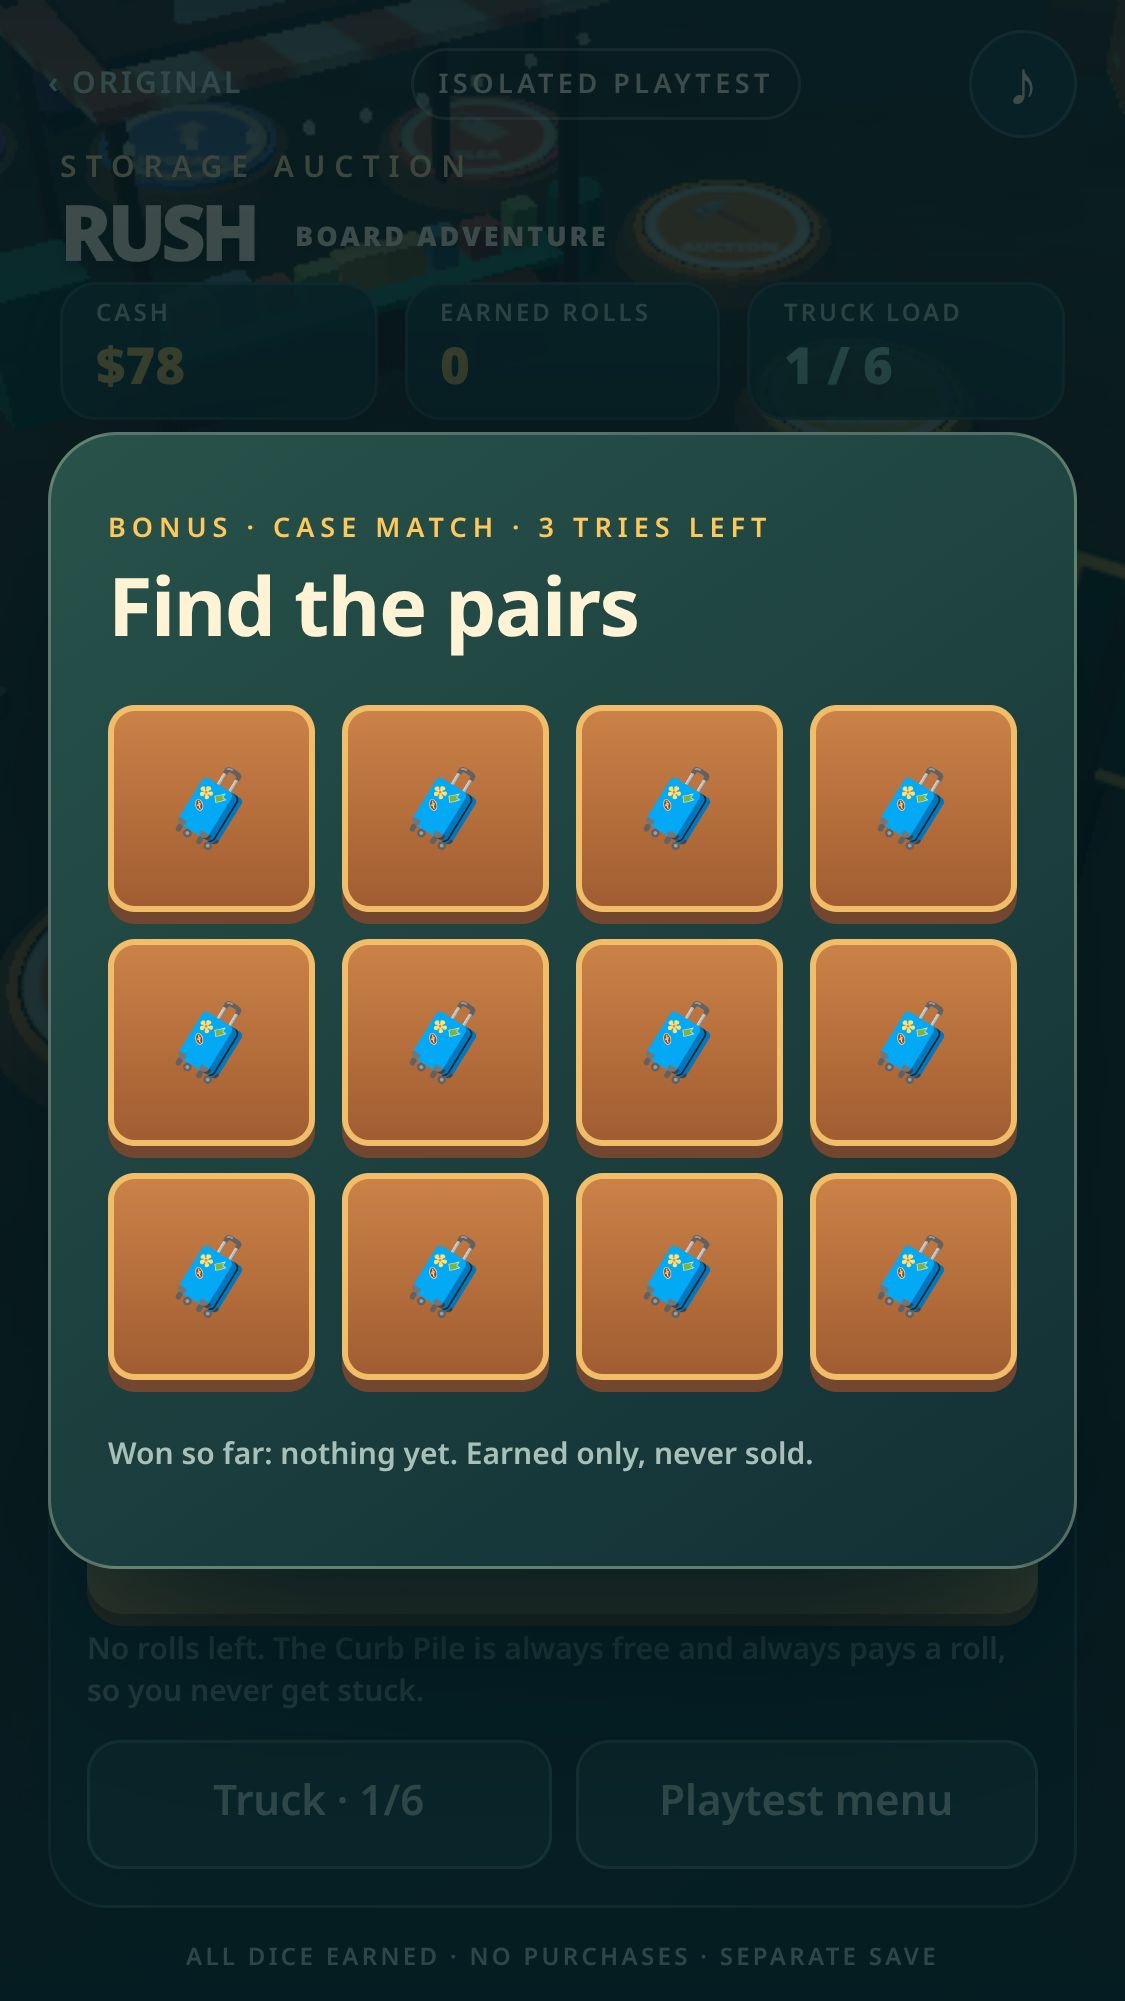 ‹ ORIGINAL
ISOLATED PLAYTEST
STORAGE AUCTION
RUSH BOARD ADVENTURE
CASH
$78
EARNED ROLLS
0
TRUCK LOAD
1 / 6
BONUS · CASE MATCH · 3 TRIES LEFT
Find the pairs
Won so far: nothing yet. Earned only, never sold.
No rolls left. The Curb Pile is always free and always pays a roll,
so you never get stuck.
Truck · 1/6
Playtest menu
ALL DICE EARNED · NO PURCHASES · SEPARATE SAVE